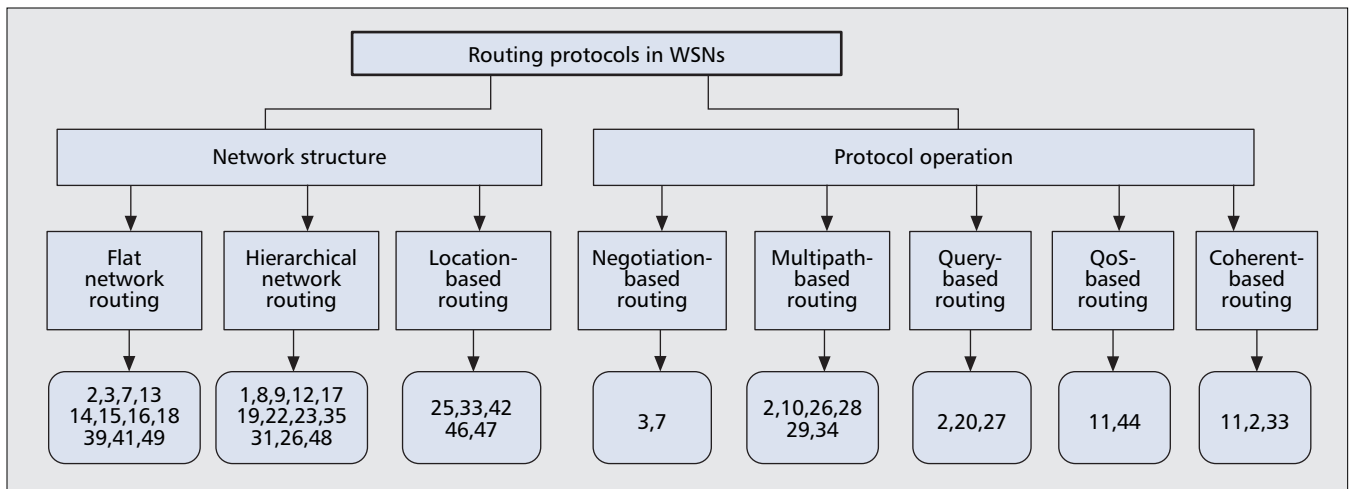 Routing protocols in WSNs
Network structure
Protocol operation
Flat
network
routing
Hierarchical
network
routing
Location-
based
routing
Negotiation-
based
routing
Multipath-
based
routing
Query-
based
routing
QoS-
based
routing
Coherent-
based
routing
2,3,7,13
14,15,16,18
39,41,49
1,8,9,12,17
19,22,23,35
31,26,48
25,33,42
46,47
3,7
2,10,26,28
29,34
2,20,27
11,44
11,2,33